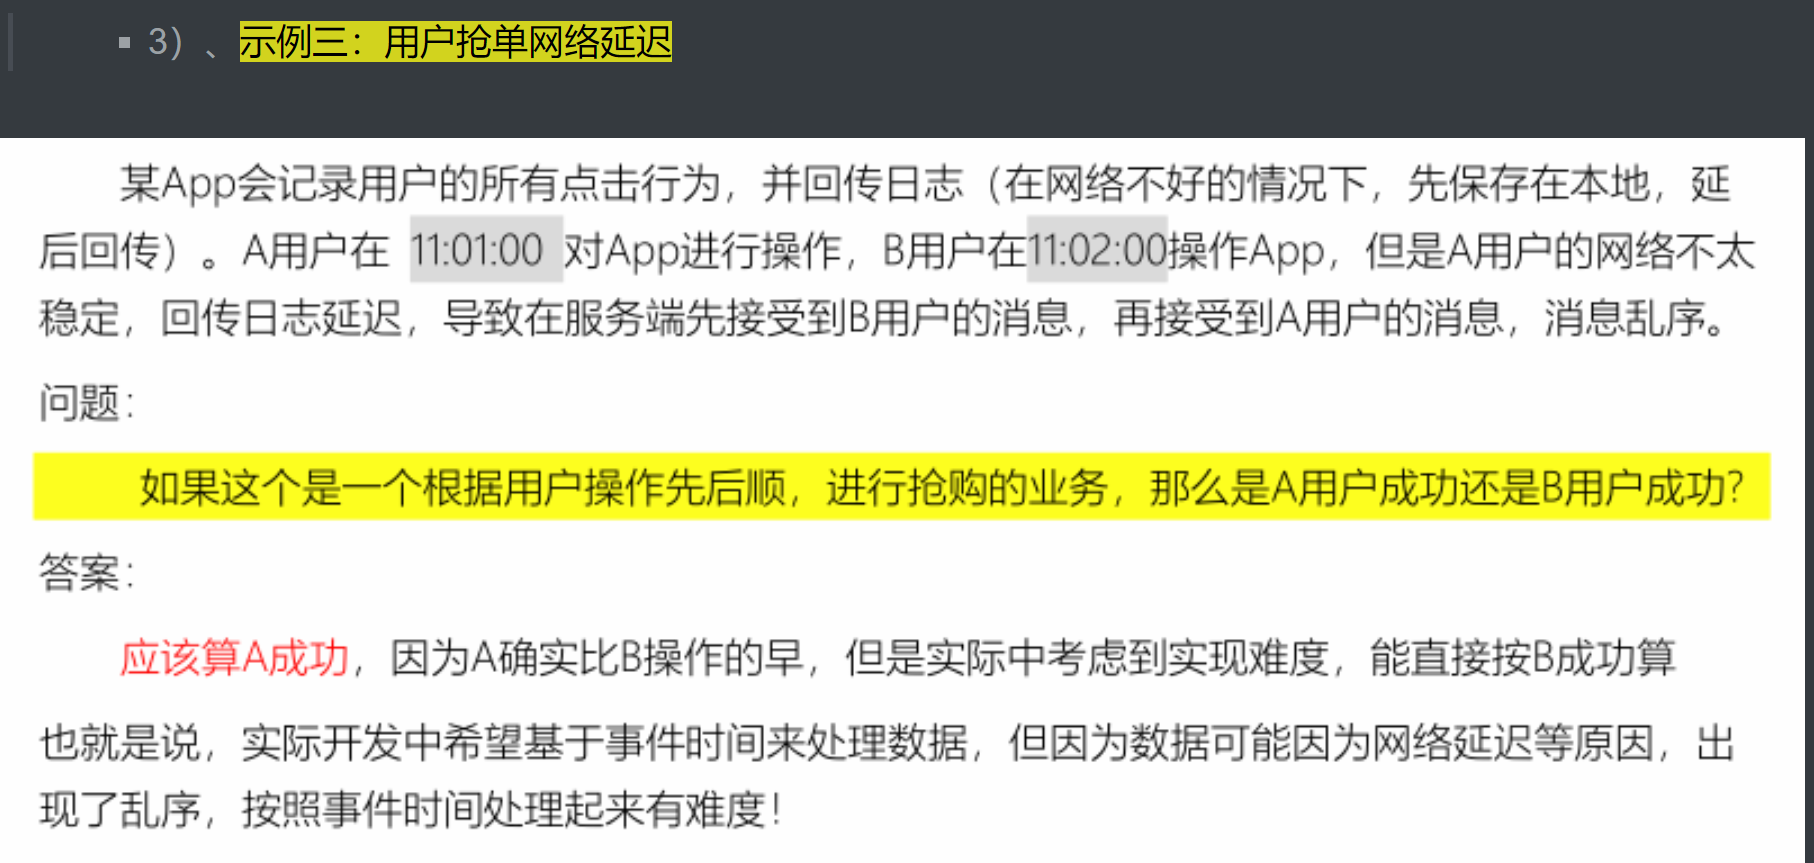 ▪ 3）、示例三：用户抢单网络延迟
某App会记录用户的所有点击行为，并回传日志（在网络不好的情况下，先保存在本地，延
后回传）。A用户在 11:01:00 对App进行操作，B用户在11:02:00操作App，但是A用户的网络不太
稳定，回传日志延迟，导致在服务端先接受到B用户的消息，再接受到A用户的消息，消息乱序。
问题：
如果这个是一个根据用户操作先后顺，进行抢购的业务，那么是A用户成功还是B用户成功？
答案：
应该算A成功，因为A确实比B操作的早，但是实际中考虑到实现难度，能直接按B成功算
也就是说，实际开发中希望基于事件时间来处理数据，但因为数据可能因为网络延迟等原因，出
现了乱序，按照事件时间处理起来有难度！